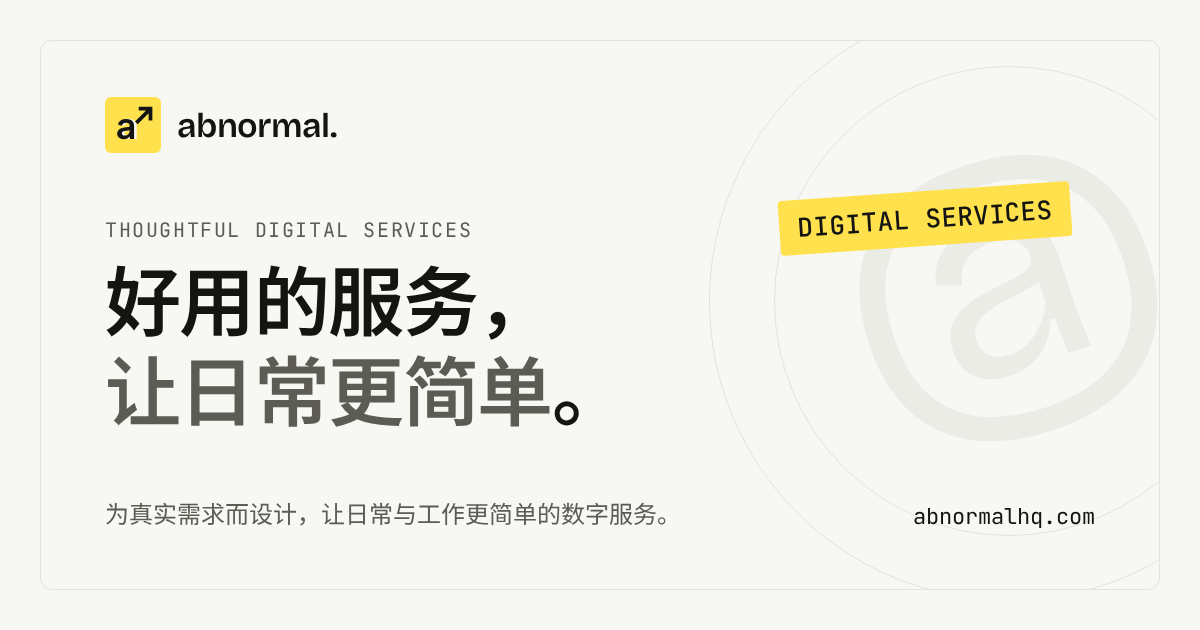 a
abnormal.
THOUGHTFUL DIGITAL SERVICES
DIGITAL SERVICES
a
好用的服务，
让日常更简单。
为真实需求而设计，让日常与工作更简单的数字服务。
abnormalhq.com